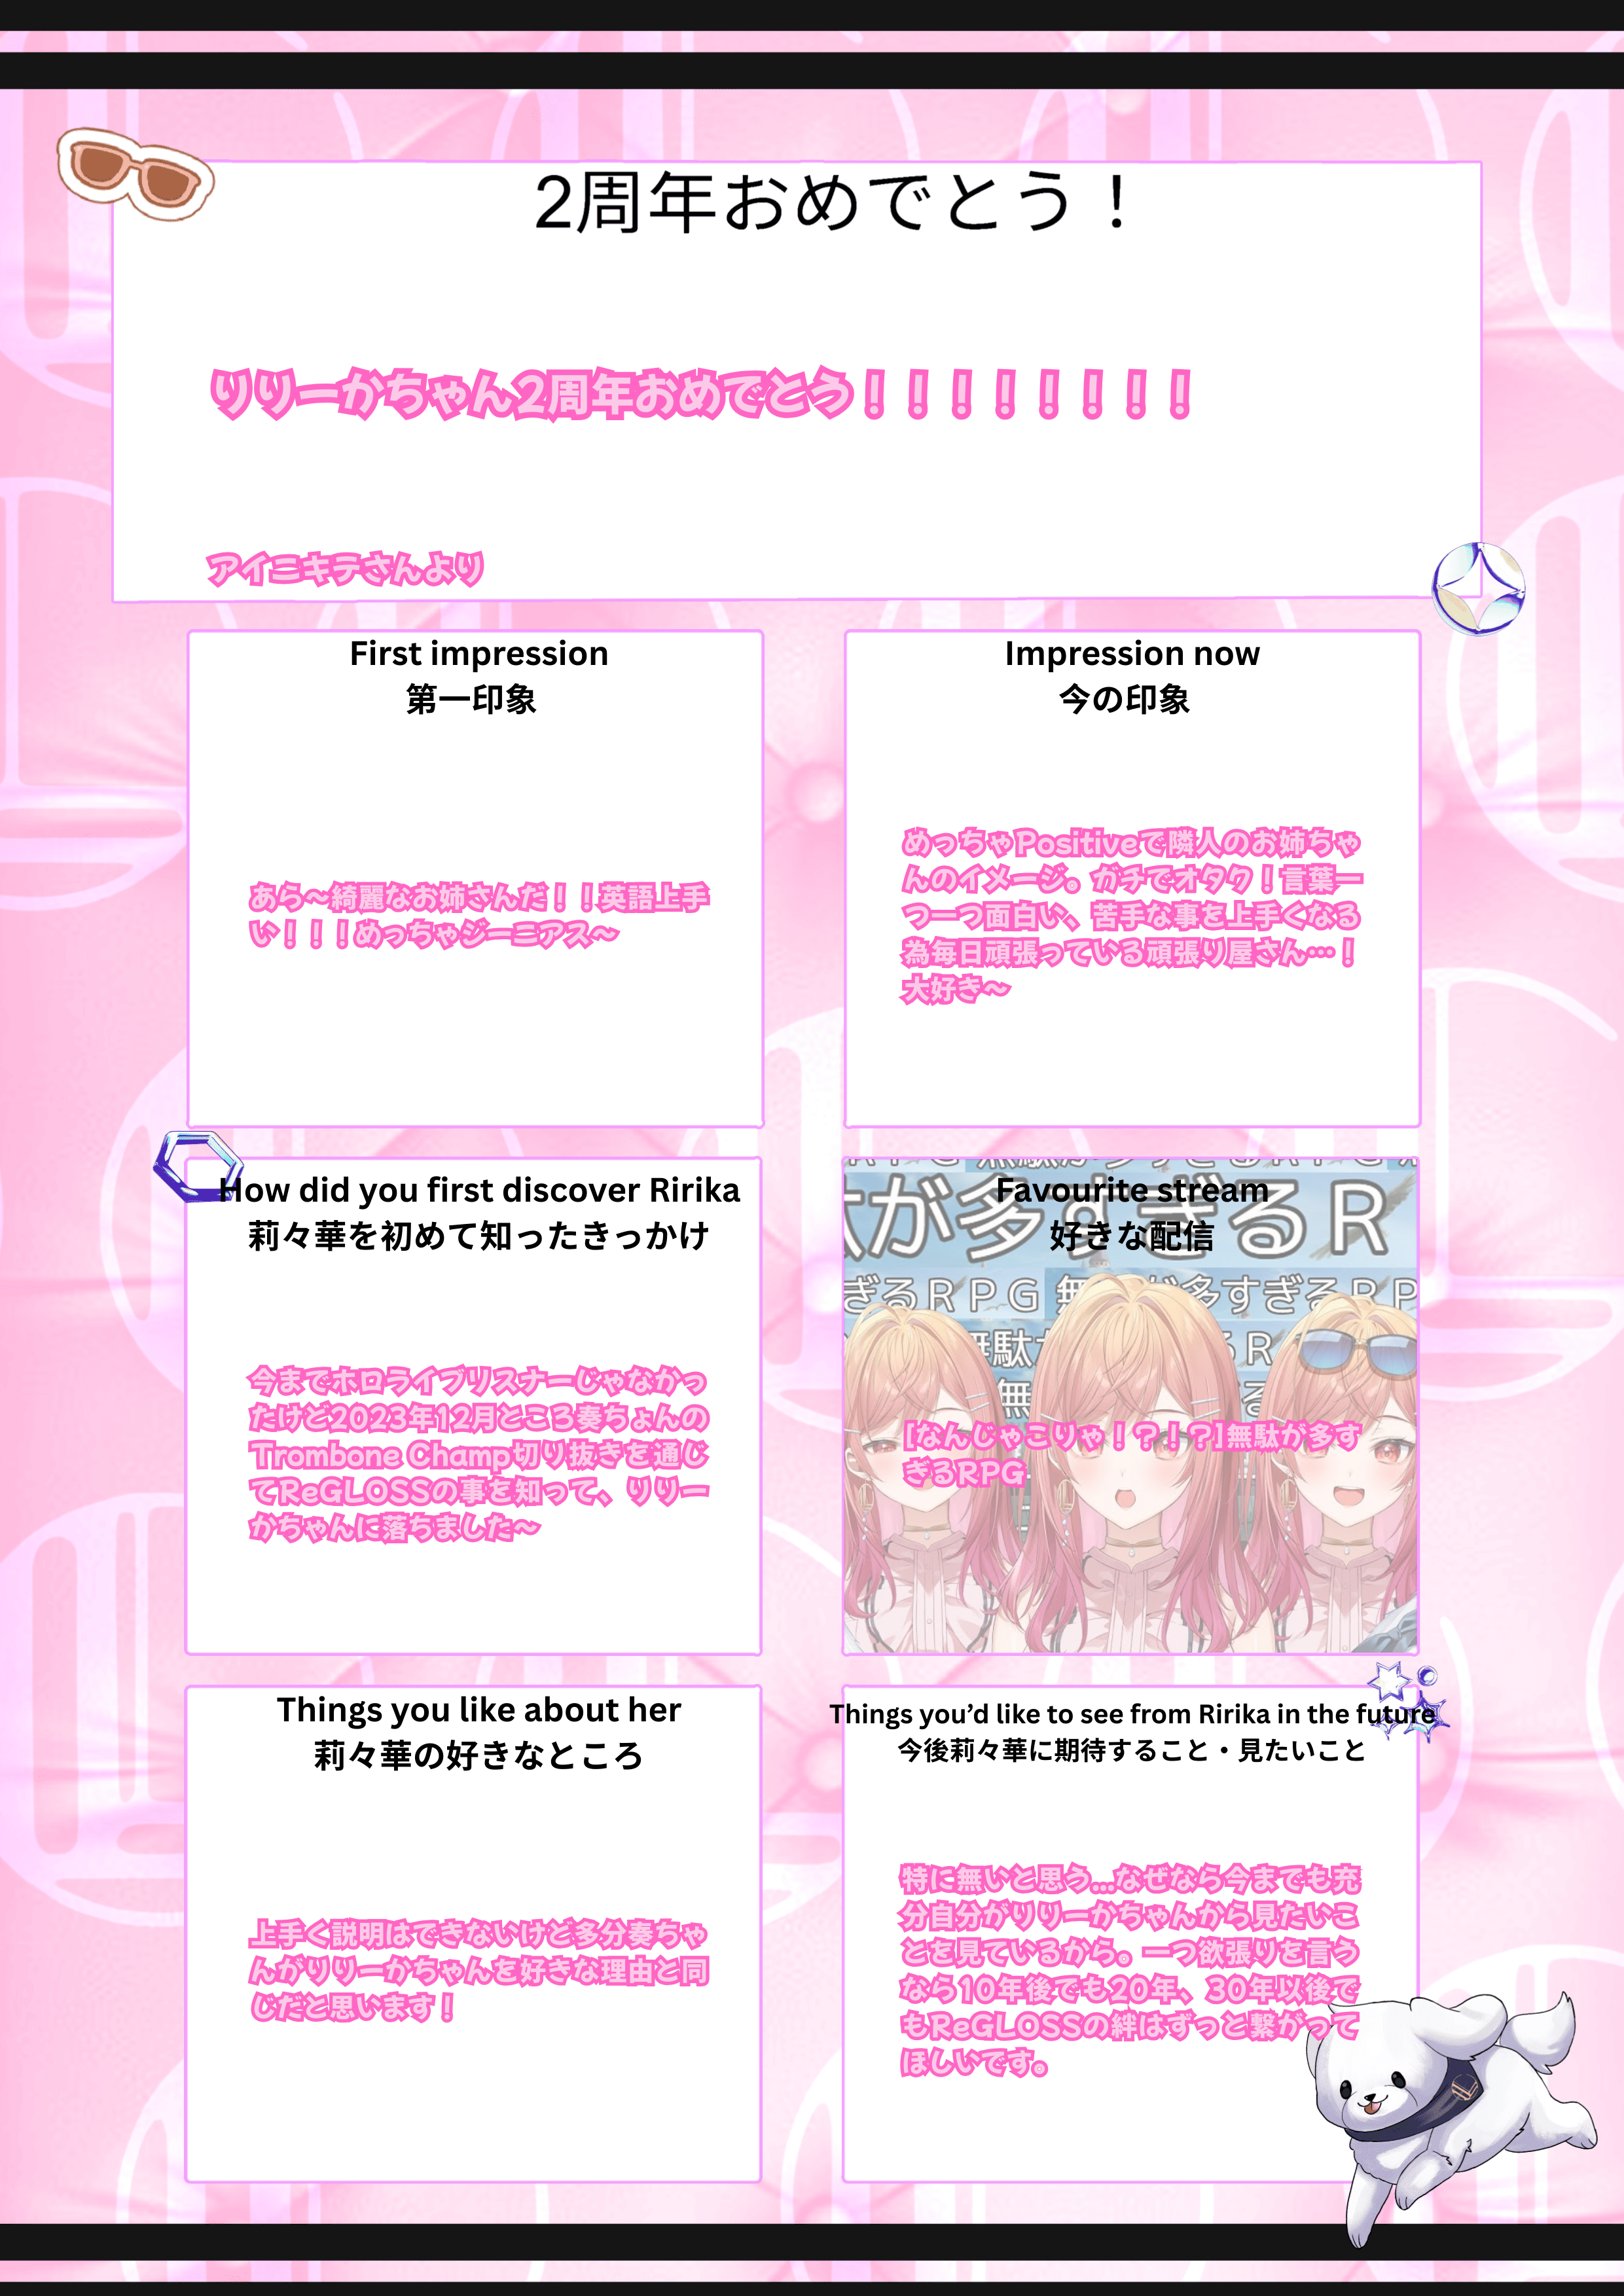 2周年おめでとう！
りりーかちゃん2周年おめでとう！！！！！！！！
アイニキテさんより
First impression
第一印象
あら～綺麗なお姉さんだ！！英語上手
い！！！めっちゃジーニアス～
Impression now
今の印象
めっちゃPositiveで隣人のお姉ちゃ
んのイメージ。ガチでオタク！言葉一
つ一つ面白い、苦手な事を上手くなる
為毎日頑張っている頑張り屋さん…！
大好き～
How did you first discover Ririka
莉々華を初めて知ったきっかけ
今までホロライブリスナーじゃなかっ
たけど2023年12月ところ奏ちょんの
Trombone Champ切り抜きを通じ
てReGLOSSの事を知って、りりー
かちゃんに落ちました～
Favourite stream
好きな配信
が多すぎるR
ぎるRPG
多すぎるRP
[なんじゃこりゃ！？！？]無駄が多す
ぎるRPG
Things you like about her
莉々華の好きなところ
上手く説明はできないけど多分奏ちゃ
んがりりーかちゃんを好きな理由と同
じだと思います！
Things you’d like to see from Ririka in the future
今後莉々華に期待すること・見たいこと
特に無いと思う...なぜなら今までも充
分自分がりりーかちゃんから見たいこ
とを見ているから。一つ欲張りを言う
なら10年後でも20年、30年以後で
もReGLOSSの絆はずっと繋がって
ほしいです。